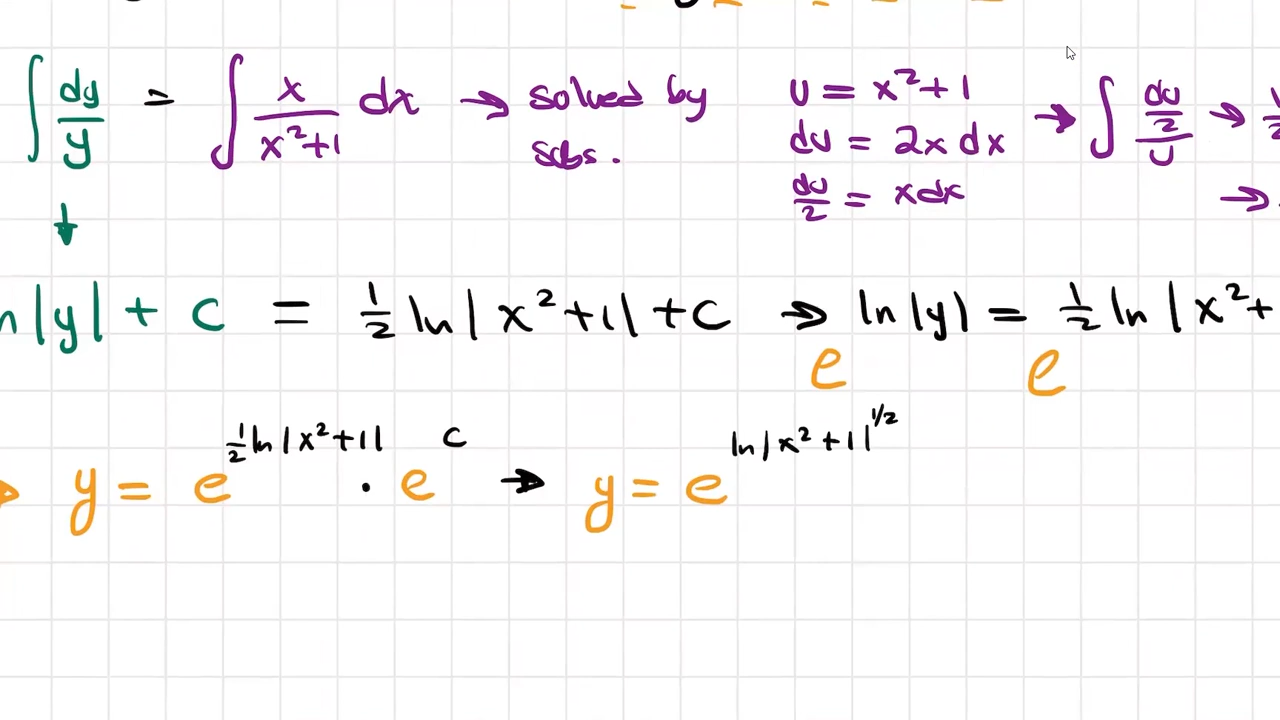 ∫ dy/y = ∫ x/(x²+1) dx → solved by subs.
u = x²+1
du = 2x dx
du/2 = x dx
→ ∫ (du/2)/u →
→
n|y| + c = 1/2 ln|x²+1| + C → ln|y| = 1/2 ln|x²+
e e
y = e^(1/2 ln|x²+1|) · e^c → y = e^(ln|x²+1|^(1/2))